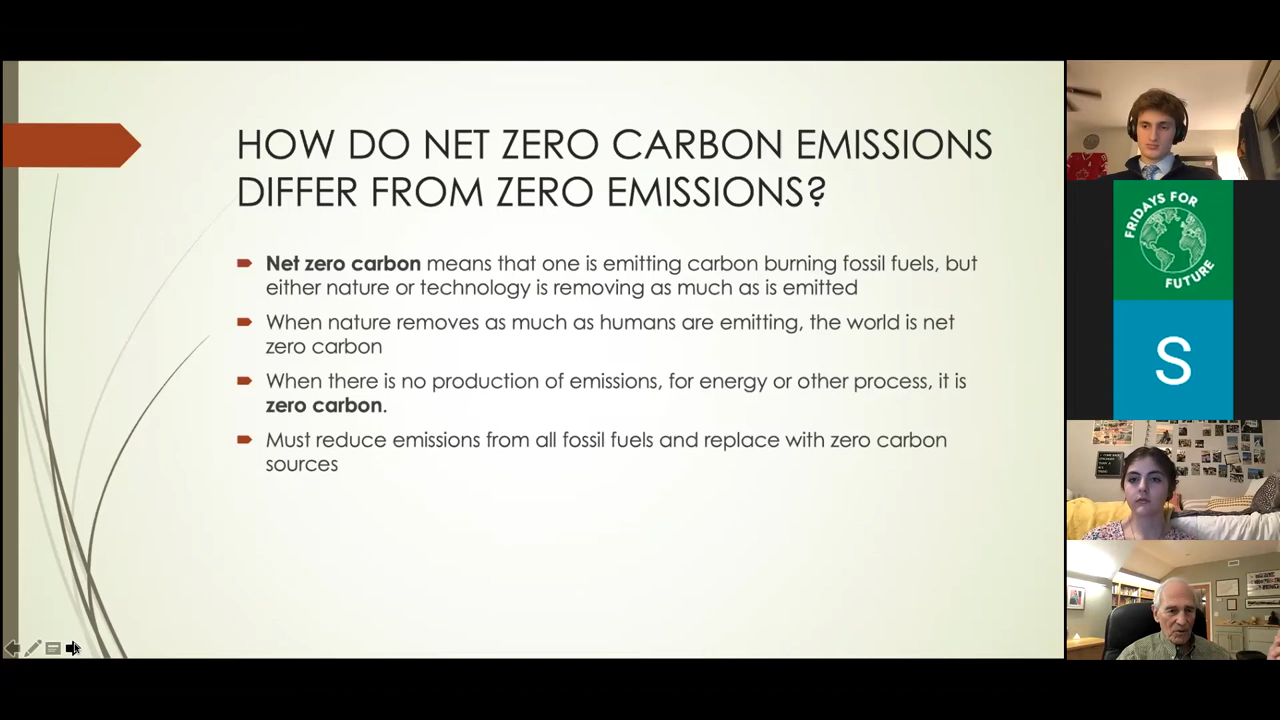 HOW DO NET ZERO CARBON EMISSIONS
DIFFER FROM ZERO EMISSIONS?
Net zero carbon means that one is emitting carbon burning fossil fuels, but
either nature or technology is removing as much as is emitted
When nature removes as much as humans are emitting, the world is net
zero carbon
When there is no production of emissions, for energy or other process, it is
zero carbon.
Must reduce emissions from all fossil fuels and replace with zero carbon
sources
FRIDAYS FOR
FUTURE
S